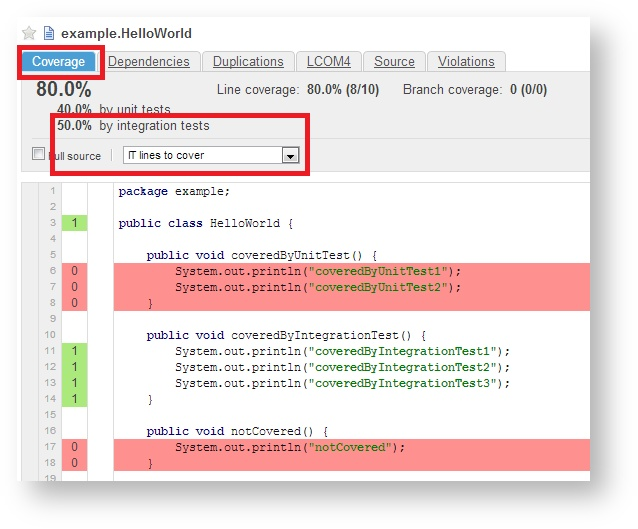 example.HelloWorld
Coverage Dependencies Duplications LCOM4 Source Violations
80.0% Line coverage: 80.0% (8/10) Branch coverage: 0 (0/0)
40.0% by unit tests
50.0% by integration tests
Full source IT lines to cover
1 package example;
2
3 1 public class HelloWorld {
4
5 public void coveredByUnitTest() {
6 0 System.out.println("coveredByUnitTest1");
7 0 System.out.println("coveredByUnitTest2");
8 0 }
9
10 public void coveredByIntegrationTest() {
11 1 System.out.println("coveredByIntegrationTest1");
12 1 System.out.println("coveredByIntegrationTest2");
13 1 System.out.println("coveredByIntegrationTest3");
14 1 }
15
16 public void notCovered() {
17 0 System.out.println("notCovered");
18 0 }
19